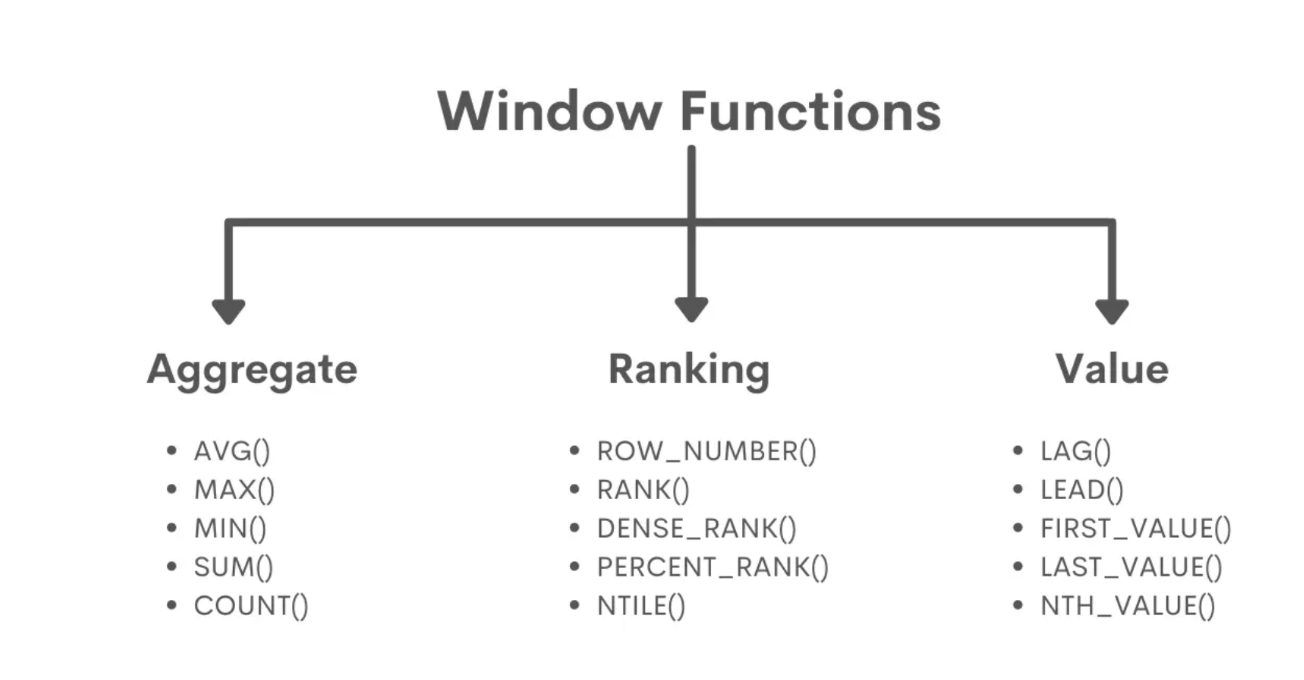 Window Functions
Aggregate
• AVG()
• MAX()
• MIN()
• SUM()
• COUNT()
Ranking
• ROW_NUMBER()
• RANK()
• DENSE_RANK()
• PERCENT_RANK()
• NTILE()
Value
• LAG()
• LEAD()
• FIRST_VALUE()
• LAST_VALUE()
• NTH_VALUE()